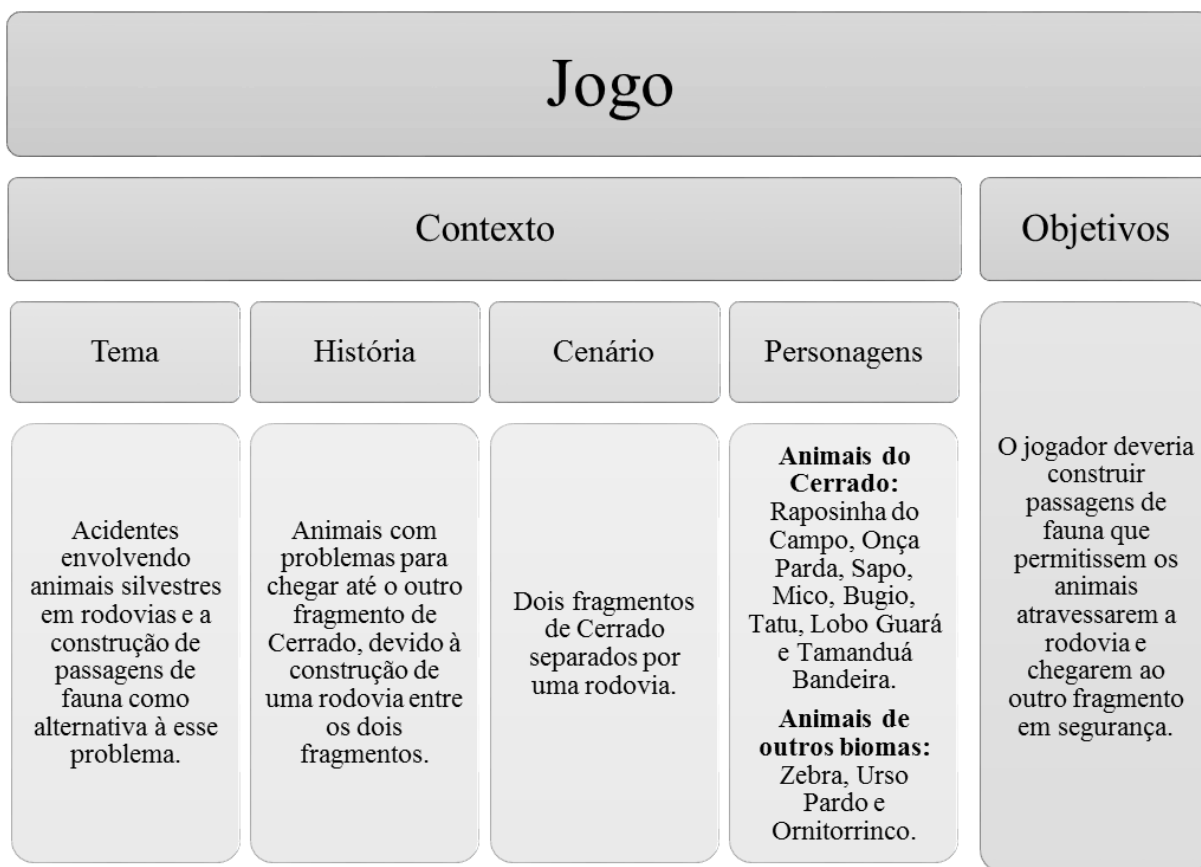 Jogo
Contexto
Objetivos
Tema
História
Cenário
Personagens
Acidentes
envolvendo
animais silvestres
em rodovias e a
construção de
passagens de
fauna como
alternativa à esse
problema.
Animais com
problemas para
chegar até o outro
fragmento de
Cerrado, devido à
construção de
uma rodovia entre
os dois
fragmentos.
Dois fragmentos
de Cerrado
separados por
uma rodovia.
Animais do
Cerrado:
Raposinha do
Campo, Onça
Parda, Sapo,
Mico, Bugio,
Tatu, Lobo Guará
e Tamanduá
Bandeira.
Animais de
outros biomas:
Zebra, Urso
Pardo e
Ornitorrinco.
O jogador deveria
construir
passagens de
fauna que
permitissem os
animais
atravessarem a
rodovia e
chegarem ao
outro fragmento
em segurança.